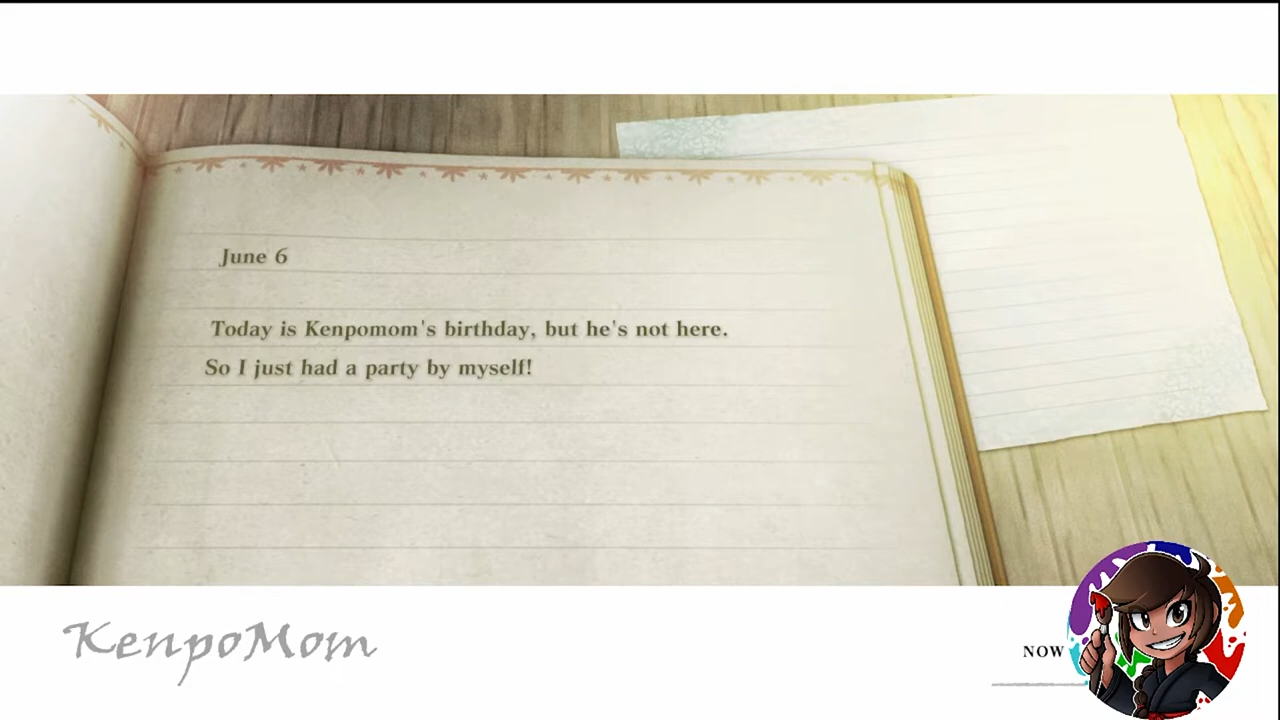 June 6
Today is Kenpomom's birthday, but he's not here.
So I just had a party by myself!
KenpoMom
NOW